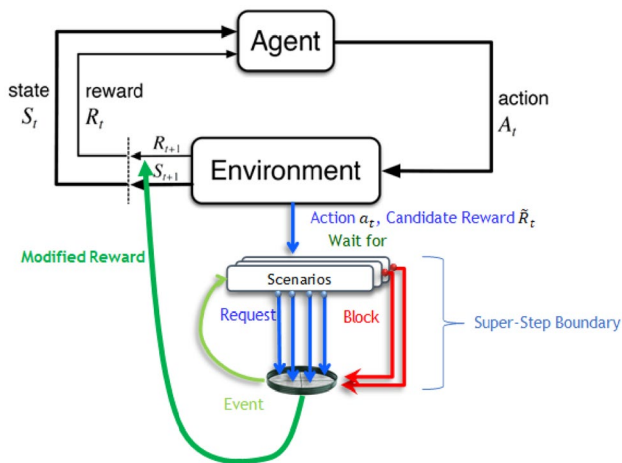 Agent
state
S_t
reward
R_t
action
A_t
R_{t+1}
S_{t+1}
Environment
Action a_t, Candidate Reward R̃_t
Wait for
Modified Reward
Scenarios
Request
Block
Super-Step Boundary
Event